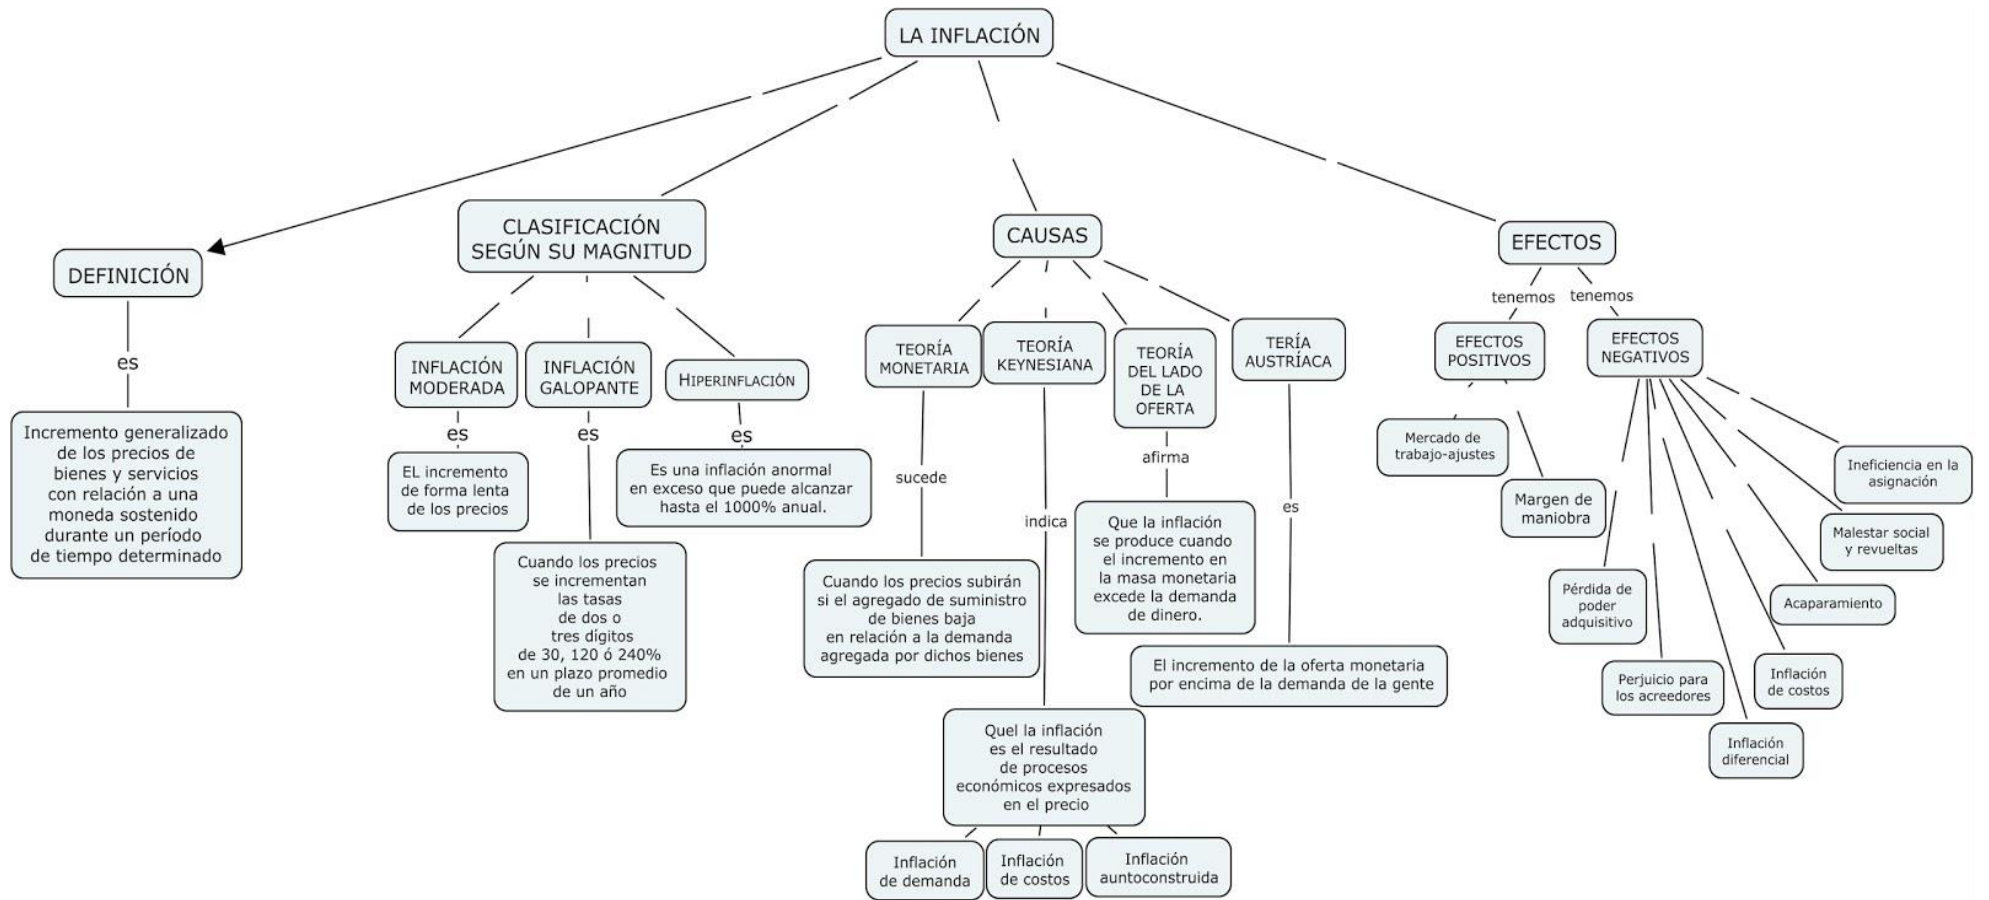 LA INFLACIÓN
DEFINICIÓN
es
Incremento generalizado
de los precios de
bienes y servicios
con relación a una
moneda sostenido
durante un período
de tiempo determinado
CLASIFICACIÓN
SEGÚN SU MAGNITUD
INFLACIÓN
MODERADA
es
EL incremento
de forma lenta
de los precios
INFLACIÓN
GALOPANTE
es
Cuando los precios
se incrementan
las tasas
de dos o
tres dígitos
de 30, 120 ó 240%
en un plazo promedio
de un año
HIPERINFLACIÓN
es
Es una inflación anormal
en exceso que puede alcanzar
hasta el 1000% anual.
CAUSAS
TEORÍA
MONETARIA
sucede
Cuando los precios subirán
si el agregado de suministro
de bienes baja
en relación a la demanda
agregada por dichos bienes
TEORÍA
KEYNESIANA
indica
Quel la inflación
es el resultado
de procesos
económicos expresados
en el precio
Inflación
de demanda
Inflación
de costos
Inflación
auntoconstruida
TEORÍA
DEL LADO
DE LA
OFERTA
afirma
Que la inflación
se produce cuando
el incremento en
la masa monetaria
excede la demanda
de dinero.
TERÍA
AUSTRÍACA
es
El incremento de la oferta monetaria
por encima de la demanda de la gente
EFECTOS
tenemos
EFECTOS
POSITIVOS
Mercado de
trabajo-ajustes
Margen de
maniobra
tenemos
EFECTOS
NEGATIVOS
Pérdida de
poder
adquisitivo
Perjuicio para
los acreedores
Inflación
diferencial
Inflación
de costos
Acaparamiento
Malestar social
y revueltas
Ineficiencia en la
asignación